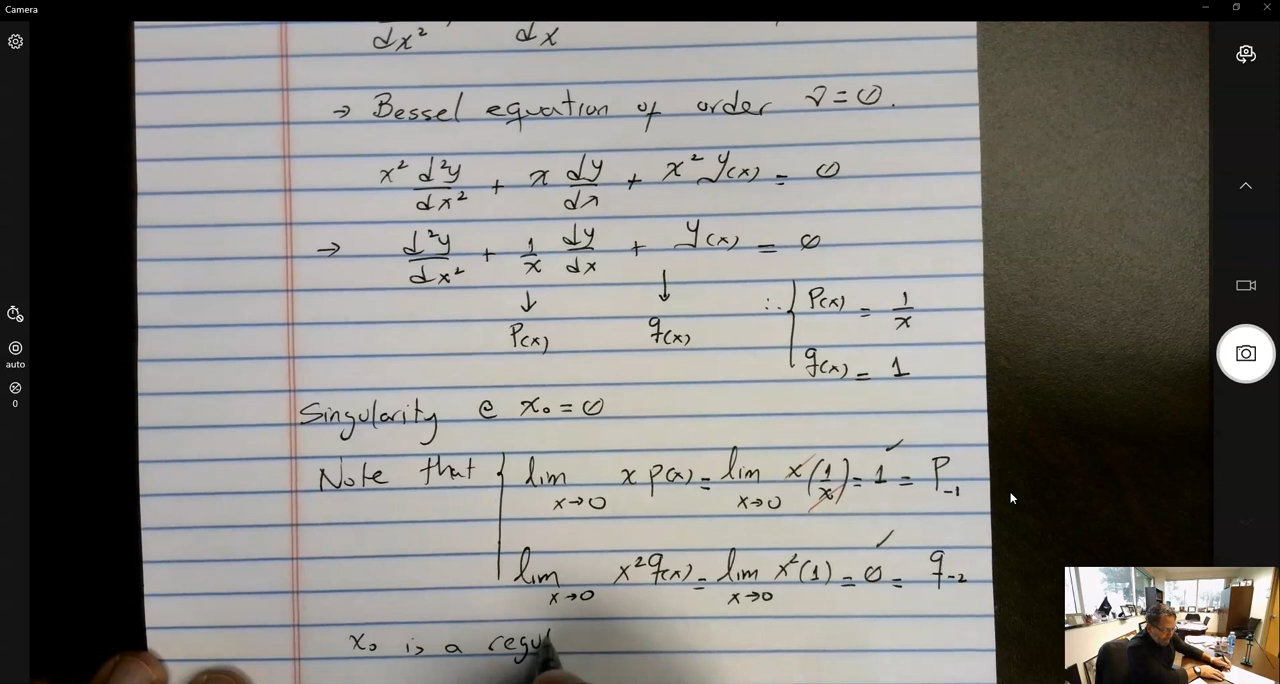 Camera
dx² dx
→ Bessel equation of order ν = 0.
x² d²y/dx² + x dy/dx + x² y(x) = 0
→ d²y/dx² + 1/x dy/dx + y(x) = 0
↓ ↓
P(x) q(x)
∴ { P(x) = 1/x
q(x) = 1
Singularity @ x₀ = 0
Note that { lim x→0 x p(x) = lim x→0 x(1/x) = 1 = P₋₁
lim x→0 x² q(x) = lim x→0 x²(1) = 0 = q₋₂
x₀ is a regu
auto
0